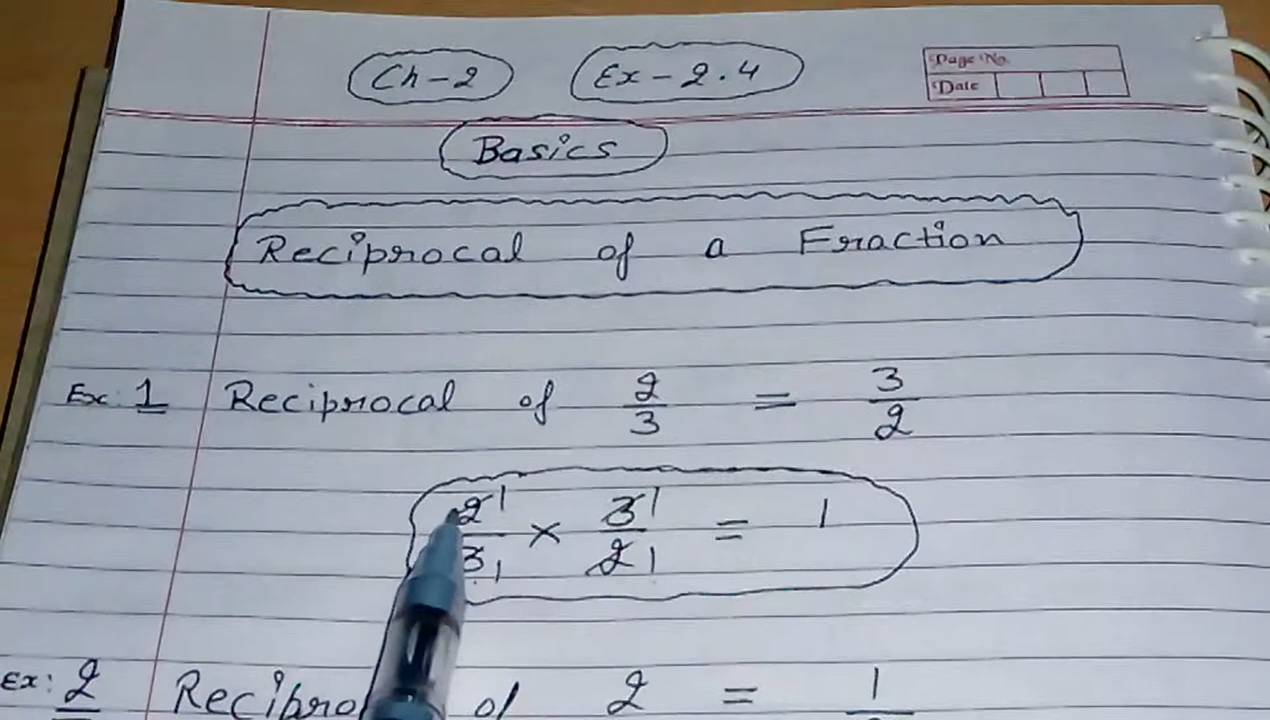 Ch-2 Ex-2.4
Page No.
Date
Basics
Reciprocal of a Fraction
Ex: 1 Reciprocal of 2/3 = 3/2
2/3 × 3/2 = 1
Ex: 2 of 2 = 1